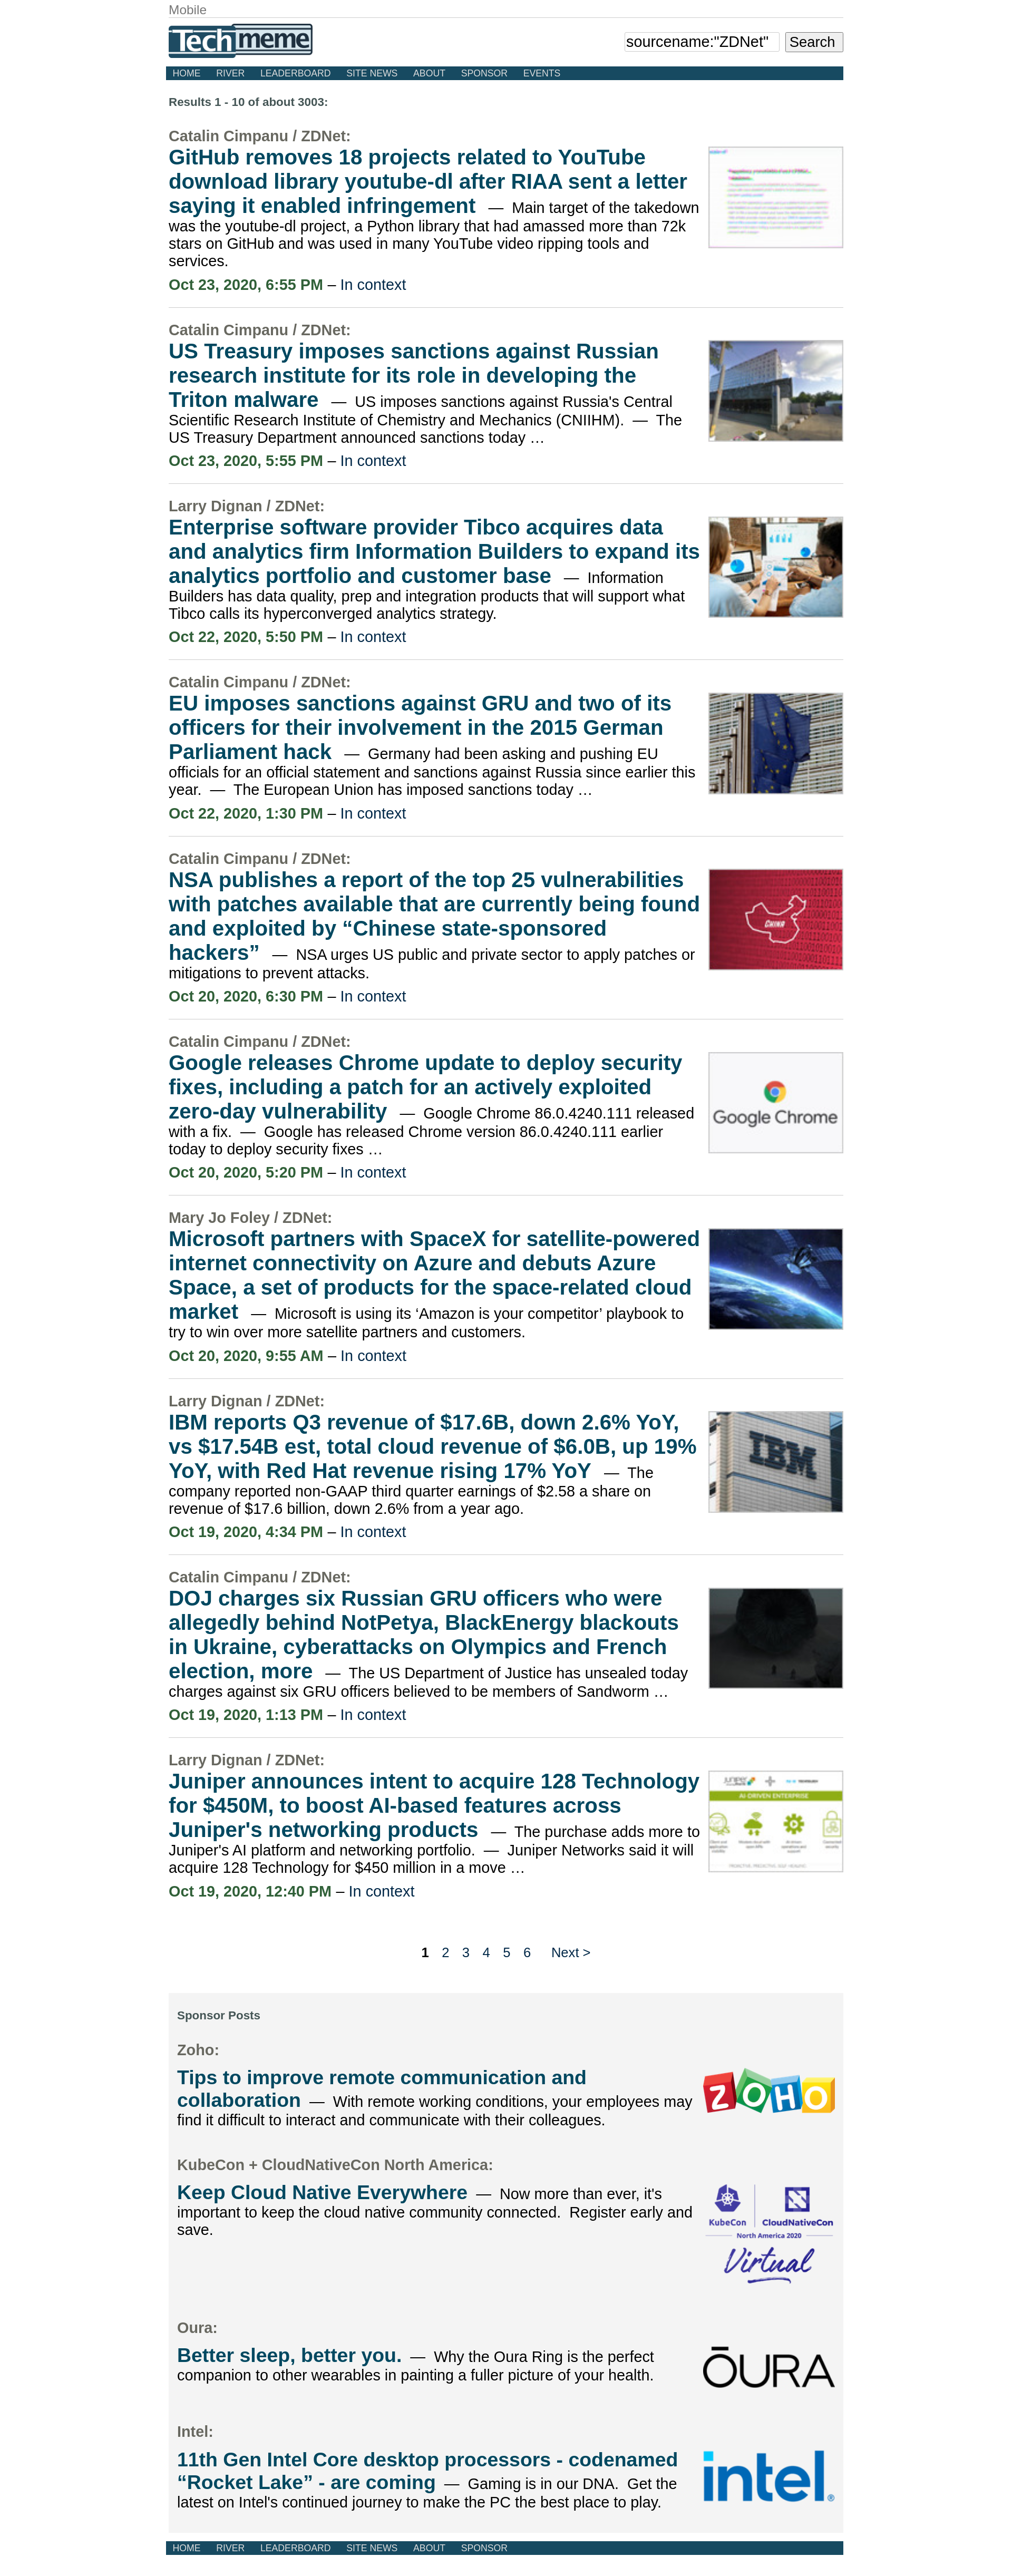 Mobile
Techmeme
sourcename:"ZDNet"
Search
HOME RIVER LEADERBOARD SITE NEWS ABOUT SPONSOR EVENTS
Results 1 - 10 of about 3003:
Catalin Cimpanu / ZDNet:
GitHub removes 18 projects related to YouTube
download library youtube-dl after RIAA sent a letter
saying it enabled infringement — Main target of the takedown
was the youtube-dl project, a Python library that had amassed more than 72k
stars on GitHub and was used in many YouTube video ripping tools and
services.
Oct 23, 2020, 6:55 PM – In context
Catalin Cimpanu / ZDNet:
US Treasury imposes sanctions against Russian
research institute for its role in developing the
Triton malware — US imposes sanctions against Russia's Central
Scientific Research Institute of Chemistry and Mechanics (CNIIHM). — The
US Treasury Department announced sanctions today …
Oct 23, 2020, 5:55 PM – In context
Larry Dignan / ZDNet:
Enterprise software provider Tibco acquires data
and analytics firm Information Builders to expand its
analytics portfolio and customer base — Information
Builders has data quality, prep and integration products that will support what
Tibco calls its hyperconverged analytics strategy.
Oct 22, 2020, 5:50 PM – In context
Catalin Cimpanu / ZDNet:
EU imposes sanctions against GRU and two of its
officers for their involvement in the 2015 German
Parliament hack — Germany had been asking and pushing EU
officials for an official statement and sanctions against Russia since earlier this
year. — The European Union has imposed sanctions today …
Oct 22, 2020, 1:30 PM – In context
Catalin Cimpanu / ZDNet:
NSA publishes a report of the top 25 vulnerabilities
with patches available that are currently being found
and exploited by “Chinese state-sponsored
hackers” — NSA urges US public and private sector to apply patches or
mitigations to prevent attacks.
CHINA
Oct 20, 2020, 6:30 PM – In context
Catalin Cimpanu / ZDNet:
Google releases Chrome update to deploy security
fixes, including a patch for an actively exploited
zero-day vulnerability — Google Chrome 86.0.4240.111 released
with a fix. — Google has released Chrome version 86.0.4240.111 earlier
today to deploy security fixes …
Google Chrome
Oct 20, 2020, 5:20 PM – In context
Mary Jo Foley / ZDNet:
Microsoft partners with SpaceX for satellite-powered
internet connectivity on Azure and debuts Azure
Space, a set of products for the space-related cloud
market — Microsoft is using its ‘Amazon is your competitor’ playbook to
try to win over more satellite partners and customers.
Oct 20, 2020, 9:55 AM – In context
Larry Dignan / ZDNet:
IBM reports Q3 revenue of $17.6B, down 2.6% YoY,
vs $17.54B est, total cloud revenue of $6.0B, up 19%
YoY, with Red Hat revenue rising 17% YoY — The
company reported non-GAAP third quarter earnings of $2.58 a share on
revenue of $17.6 billion, down 2.6% from a year ago.
IBM
Oct 19, 2020, 4:34 PM – In context
Catalin Cimpanu / ZDNet:
DOJ charges six Russian GRU officers who were
allegedly behind NotPetya, BlackEnergy blackouts
in Ukraine, cyberattacks on Olympics and French
election, more — The US Department of Justice has unsealed today
charges against six GRU officers believed to be members of Sandworm …
Oct 19, 2020, 1:13 PM – In context
Larry Dignan / ZDNet:
Juniper announces intent to acquire 128 Technology
for $450M, to boost AI-based features across
Juniper's networking products — The purchase adds more to
Juniper's AI platform and networking portfolio. — Juniper Networks said it will
acquire 128 Technology for $450 million in a move …
AI-DRIVEN ENTERPRISE
Oct 19, 2020, 12:40 PM – In context
1 2 3 4 5 6 Next >
Sponsor Posts
Zoho:
Tips to improve remote communication and
collaboration — With remote working conditions, your employees may
find it difficult to interact and communicate with their colleagues.
ZOHO
KubeCon + CloudNativeCon North America:
Keep Cloud Native Everywhere — Now more than ever, it's
important to keep the cloud native community connected. Register early and
save.
KubeCon CloudNativeCon
North America 2020
Virtual
Oura:
Better sleep, better you. — Why the Oura Ring is the perfect
companion to other wearables in painting a fuller picture of your health.
ŌURA
Intel:
11th Gen Intel Core desktop processors - codenamed
“Rocket Lake” - are coming — Gaming is in our DNA. Get the
latest on Intel's continued journey to make the PC the best place to play.
intel®
HOME RIVER LEADERBOARD SITE NEWS ABOUT SPONSOR